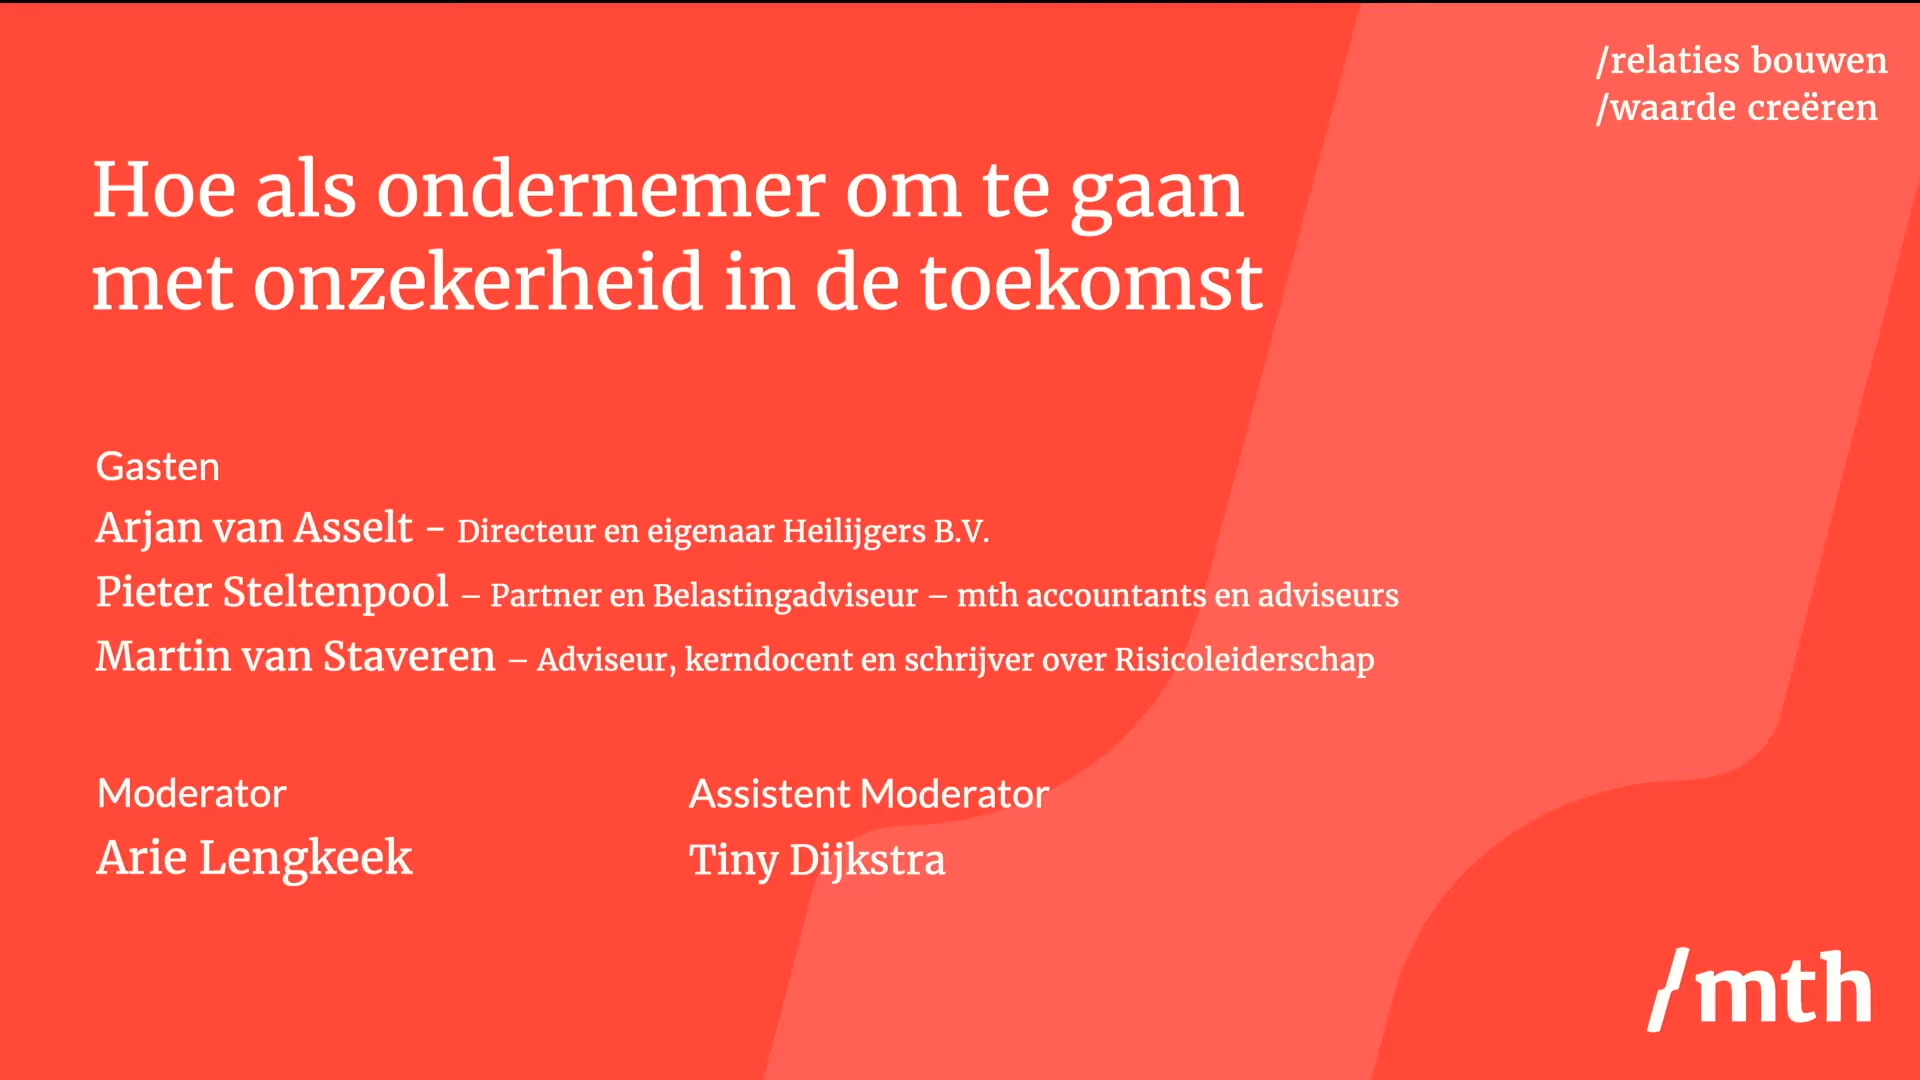 /relaties bouwen
/waarde creëren
Hoe als ondernemer om te gaan
met onzekerheid in de toekomst
Gasten
Arjan van Asselt – Directeur en eigenaar Heilijgers B.V.
Pieter Steltenpool – Partner en Belastingadviseur – mth accountants en adviseurs
Martin van Staveren – Adviseur, kerndocent en schrijver over Risicoleiderschap
Moderator
Arie Lengkeek
Assistent Moderator
Tiny Dijkstra
/mth